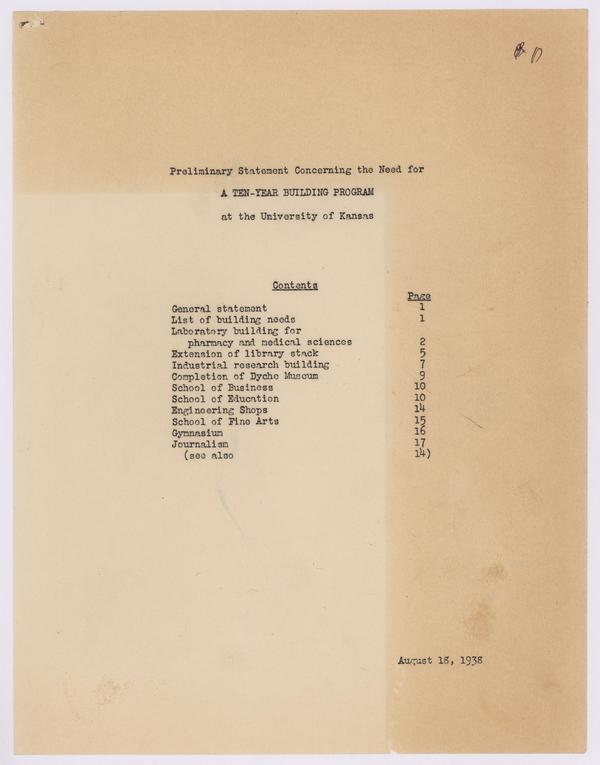 Preliminary Statement Concerning the Need for
A TEN-YEAR BUILDING PROGRAM
at the University of Kansas
Contents
Page
General statement 1
List of building needs 1
Laboratory building for
pharmacy and medical sciences 2
Extension of library stack 5
Industrial research building 7
Completion of Dyche Museum 9
School of Business 10
School of Education 10
Engineering Shops 14
School of Fine Arts 15
Gymnasium 16
Journalism 17
(see also 14)
August 18, 1938